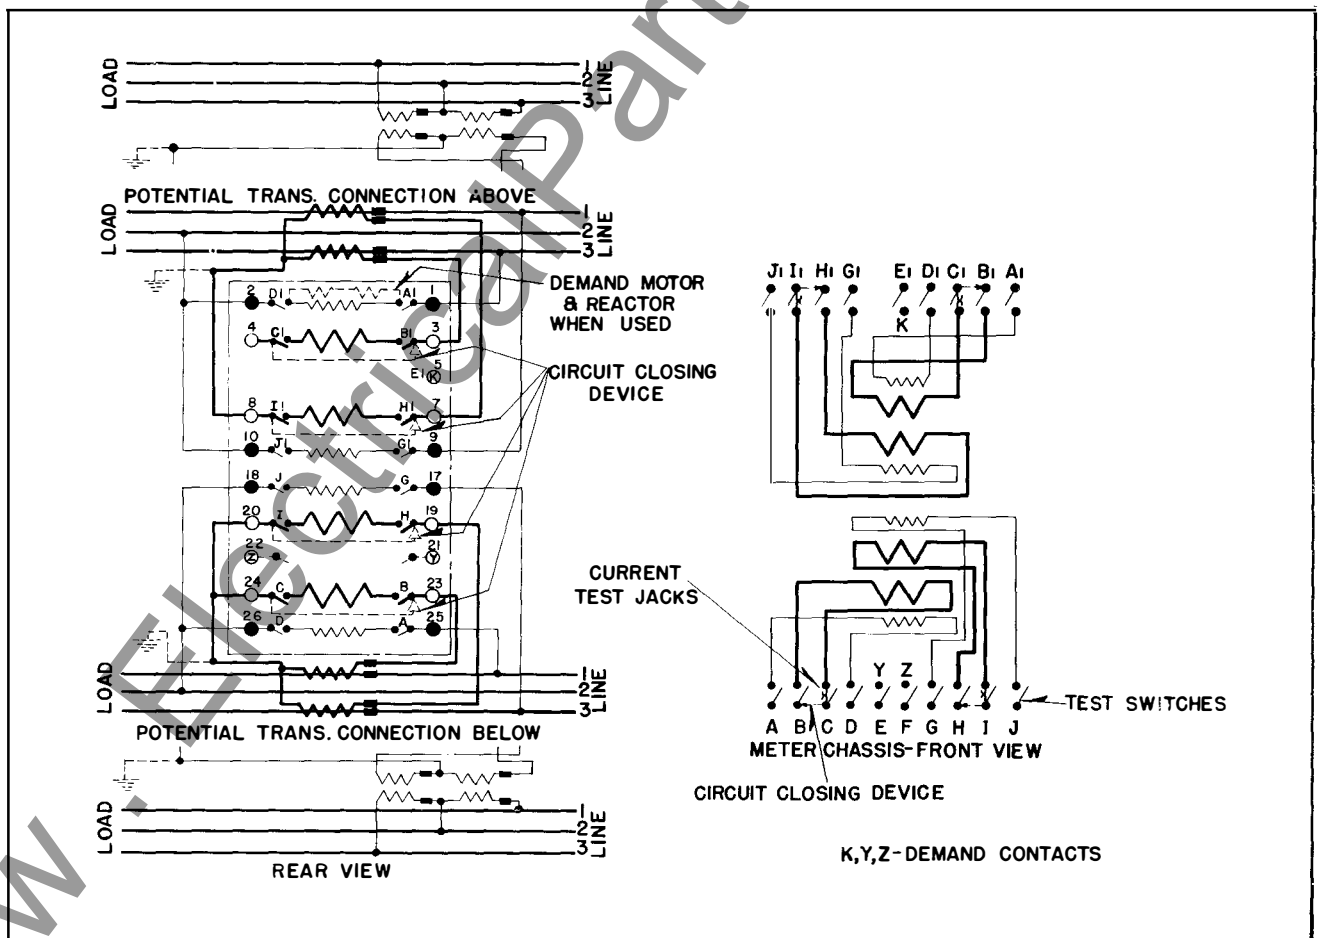 LOAD
1
2
3
LINE
POTENTIAL TRANS. CONNECTION ABOVE
LOAD
1
2
3
LINE
DEMAND MOTOR
& REACTOR
WHEN USED
2 D1 A1 1
4 C1 B1 3
E1 K 5
CIRCUIT CLOSING
DEVICE
8 I1 H1 7
10 J1 G1 9
18 J G 17
20 I H 19
22 Z Y 21
24 C B 23
26 D A 25
LOAD
1
2
3
LINE
POTENTIAL TRANS. CONNECTION BELOW
LOAD
1
2
3
LINE
REAR VIEW
J1 I1 H1 G1 E1 D1 C1 B1 A1
K
CURRENT
TEST JACKS
Y Z
TEST SWITCHES
A B C D E F G H I J
METER CHASSIS-FRONT VIEW
CIRCUIT CLOSING DEVICE
K,Y,Z-DEMAND CONTACTS
w . ElectricalPart